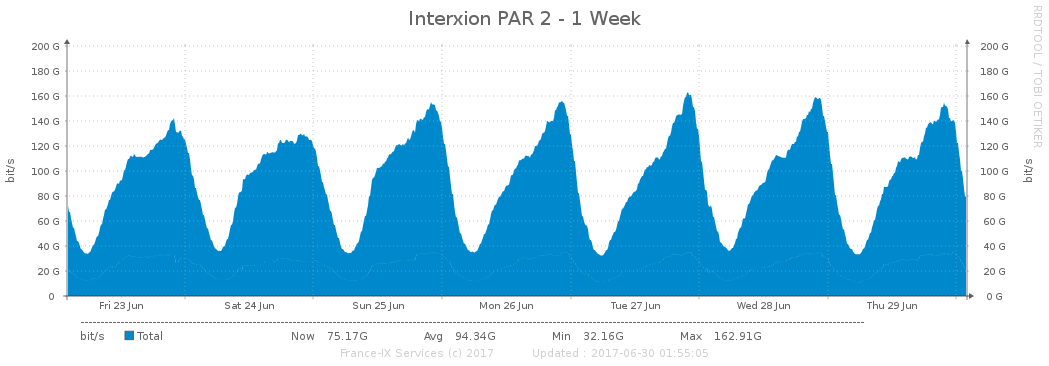 Interxion PAR 2 - 1 Week
RRDTOOL / TOBI OETIKER
200 G 200 G
180 G 180 G
160 G 160 G
140 G 140 G
120 G 120 G
100 G 100 G
80 G 80 G
60 G 60 G
40 G 40 G
20 G 20 G
0 0 G
bit/s
bit/s
Fri 23 Jun Sat 24 Jun Sun 25 Jun Mon 26 Jun Tue 27 Jun Wed 28 Jun Thu 29 Jun
bit/s Total Now 75.17G Avg 94.34G Min 32.16G Max 162.91G
France-IX Services (c) 2017 Updated : 2017-06-30 01:55:05